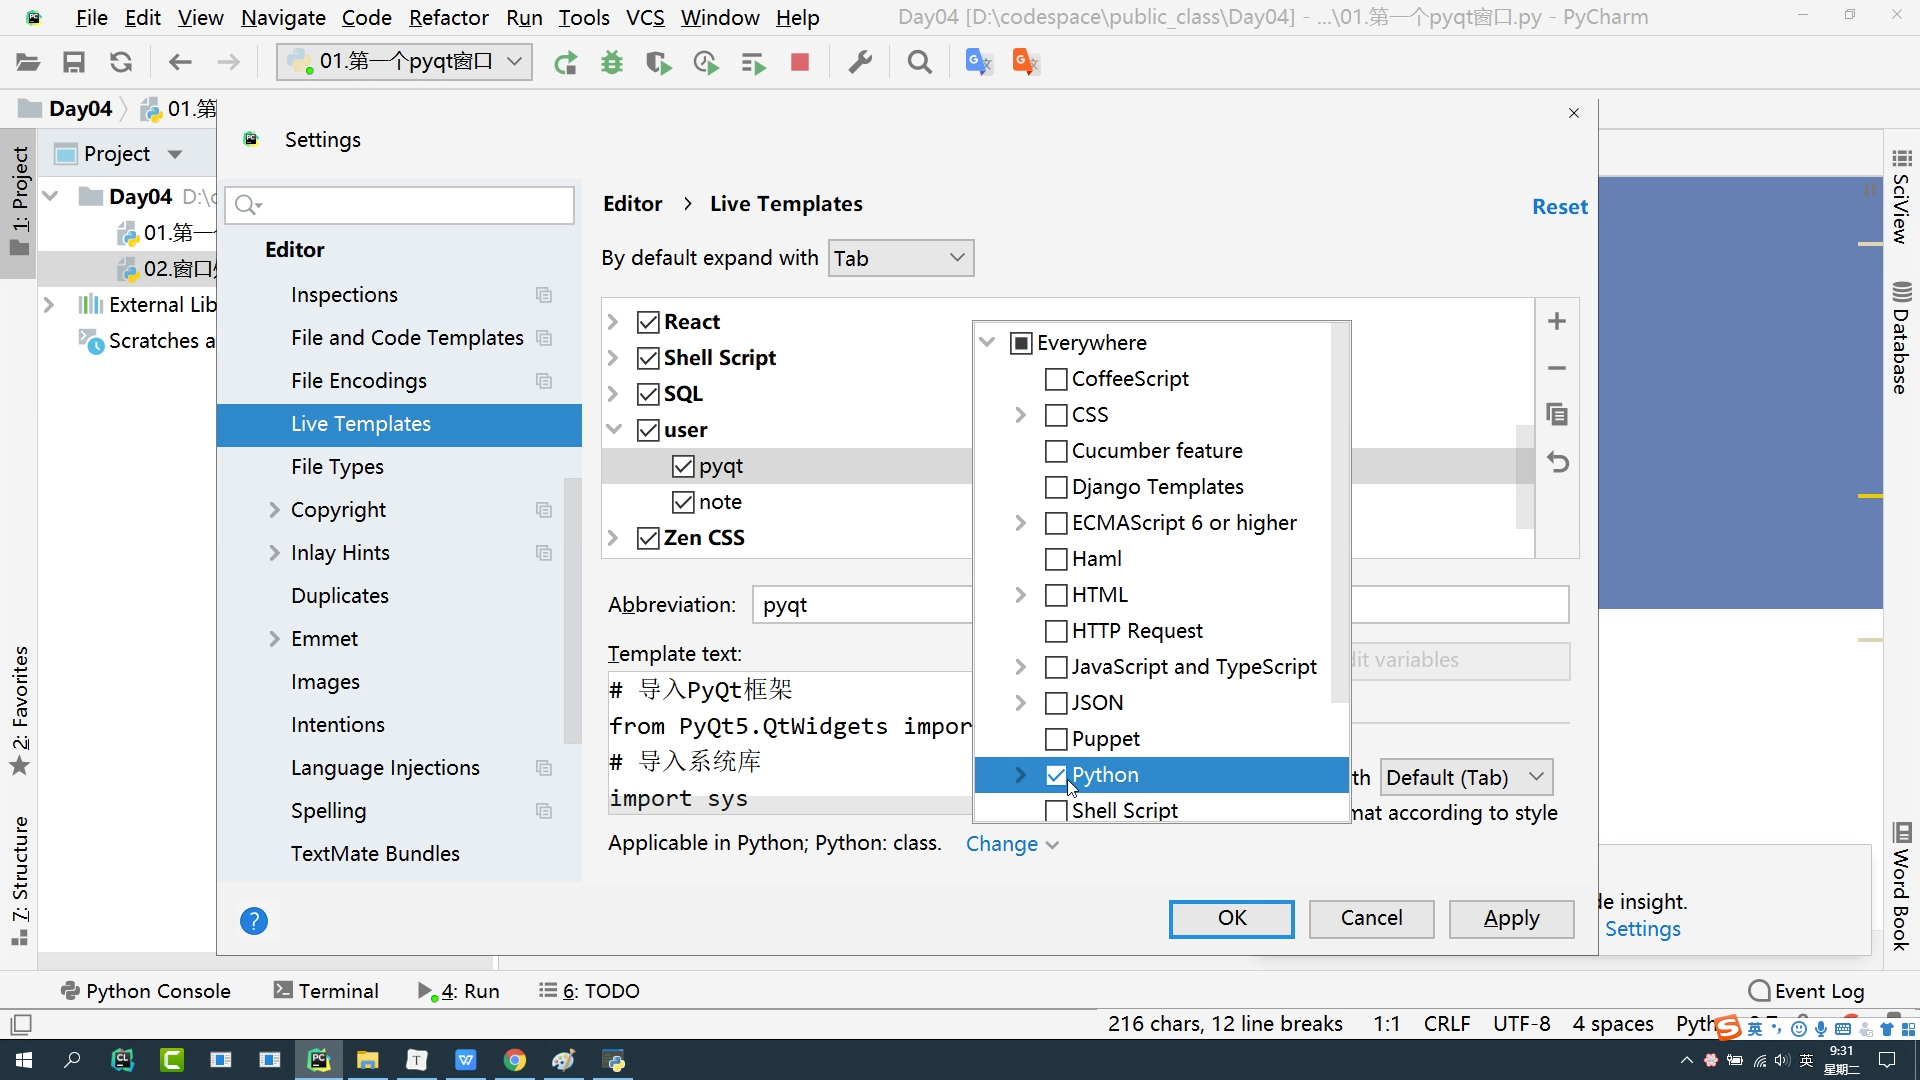 File Edit View Navigate Code Refactor Run Tools VCS Window Help Day04 [D:\codespace\public_class\Day04] - ...\01.第一个pyqt窗口.py - PyCharm
01.第一个pyqt窗口
Day04 01.第
Settings
1: Project
Project
Day04 D:\c
01.第一
02.窗口
External Lib
Scratches a
2: Favorites
7: Structure
Editor
Inspections
File and Code Templates
File Encodings
Live Templates
File Types
Copyright
Inlay Hints
Duplicates
Emmet
Images
Intentions
Language Injections
Spelling
TextMate Bundles
Editor > Live Templates
Reset
By default expand with Tab
React
Shell Script
SQL
user
pyqt
note
Zen CSS
Abbreviation: pyqt
Template text:
# 导入PyQt框架
from PyQt5.QtWidgets impor
# 导入系统库
import sys
Applicable in Python; Python: class. Change
Everywhere
CoffeeScript
CSS
Cucumber feature
Django Templates
ECMAScript 6 or higher
Haml
HTML
HTTP Request
JavaScript and TypeScript
JSON
Puppet
Python
Shell Script
dit variables
th Default (Tab)
mat according to style
OK Cancel Apply
?
de insight.
Settings
SciView
Database
Word Book
Python Console Terminal 4: Run 6: TODO Event Log
216 chars, 12 line breaks 1:1 CRLF UTF-8 4 spaces Pyth
英
英
9:31
星期二